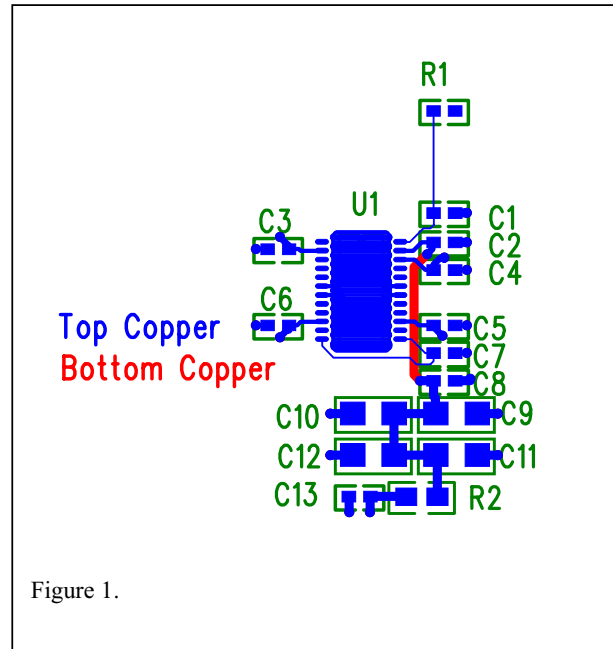 R1
U1
C3
C1
C2
C4
C6
Top Copper
C5
Bottom Copper
C7
C8
C10
C9
C12
C11
C13
R2
Figure 1.